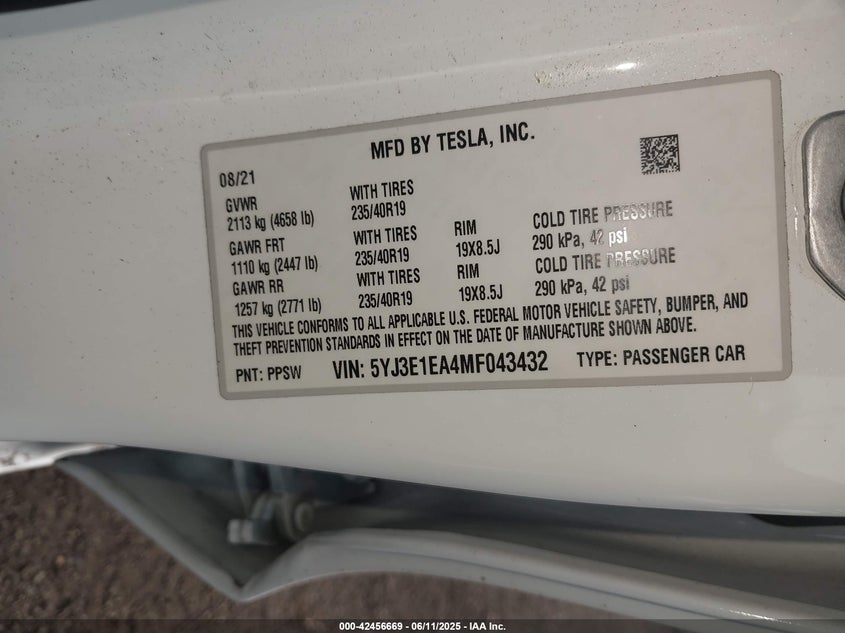 MFD BY TESLA, INC.
08/21
GVWR
2113 kg (4658 lb)
WITH TIRES
235/40R19
GAWR FRT
1110 kg (2447 lb)
WITH TIRES
235/40R19
RIM
19X8.5J
COLD TIRE PRESSURE
290 kPa, 42 psi
GAWR RR
1257 kg (2771 lb)
WITH TIRES
235/40R19
RIM
19X8.5J
COLD TIRE PRESSURE
290 kPa, 42 psi
THIS VEHICLE CONFORMS TO ALL APPLICABLE U.S. FEDERAL MOTOR VEHICLE SAFETY, BUMPER, AND
THEFT PREVENTION STANDARDS IN EFFECT ON THE DATE OF MANUFACTURE SHOWN ABOVE.
PNT: PPSW VIN: 5YJ3E1EA4MF043432 TYPE: PASSENGER CAR
000-42456669 - 06/11/2025 - IAA Inc.